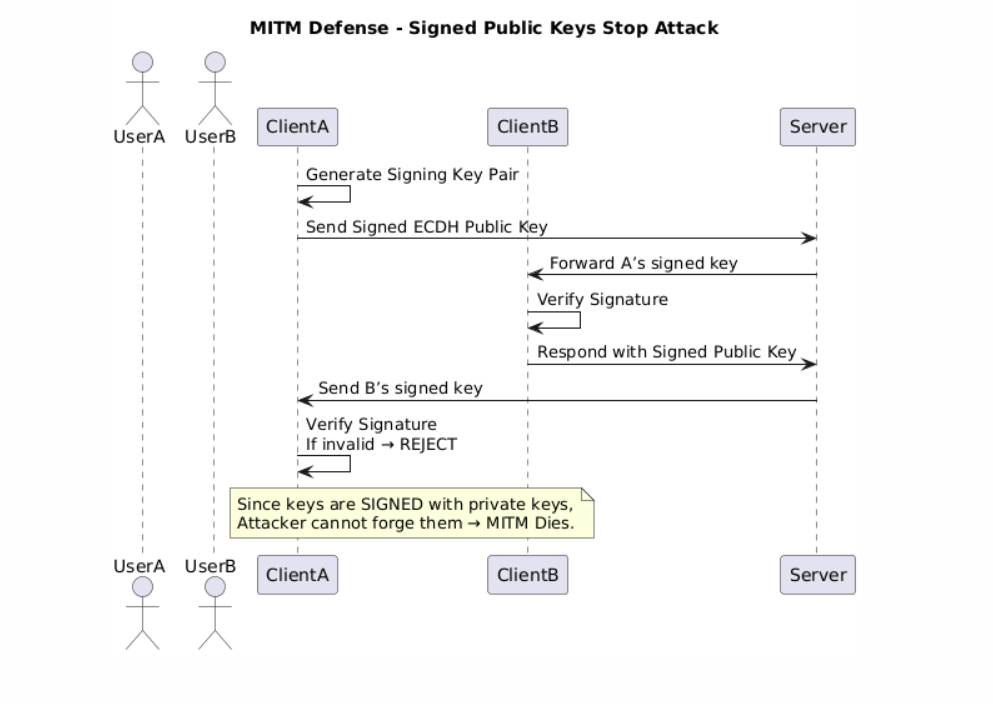 MITM Defense - Signed Public Keys Stop Attack
UserA
UserB
ClientA
ClientB
Server
Generate Signing Key Pair
Send Signed ECDH Public Key
Forward A’s signed key
Verify Signature
Respond with Signed Public Key
Send B’s signed key
Verify Signature
If invalid → REJECT
Since keys are SIGNED with private keys,
Attacker cannot forge them → MITM Dies.
UserA
UserB
ClientA
ClientB
Server